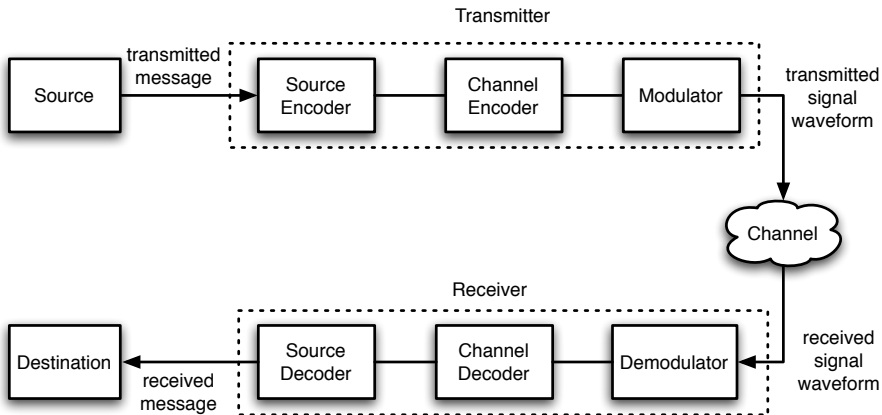 Transmitter
transmitted
message
Source
Source
Encoder
Channel
Encoder
Modulator
transmitted
signal
waveform
Channel
Receiver
Destination
received
message
Source
Decoder
Channel
Decoder
Demodulator
received
signal
waveform